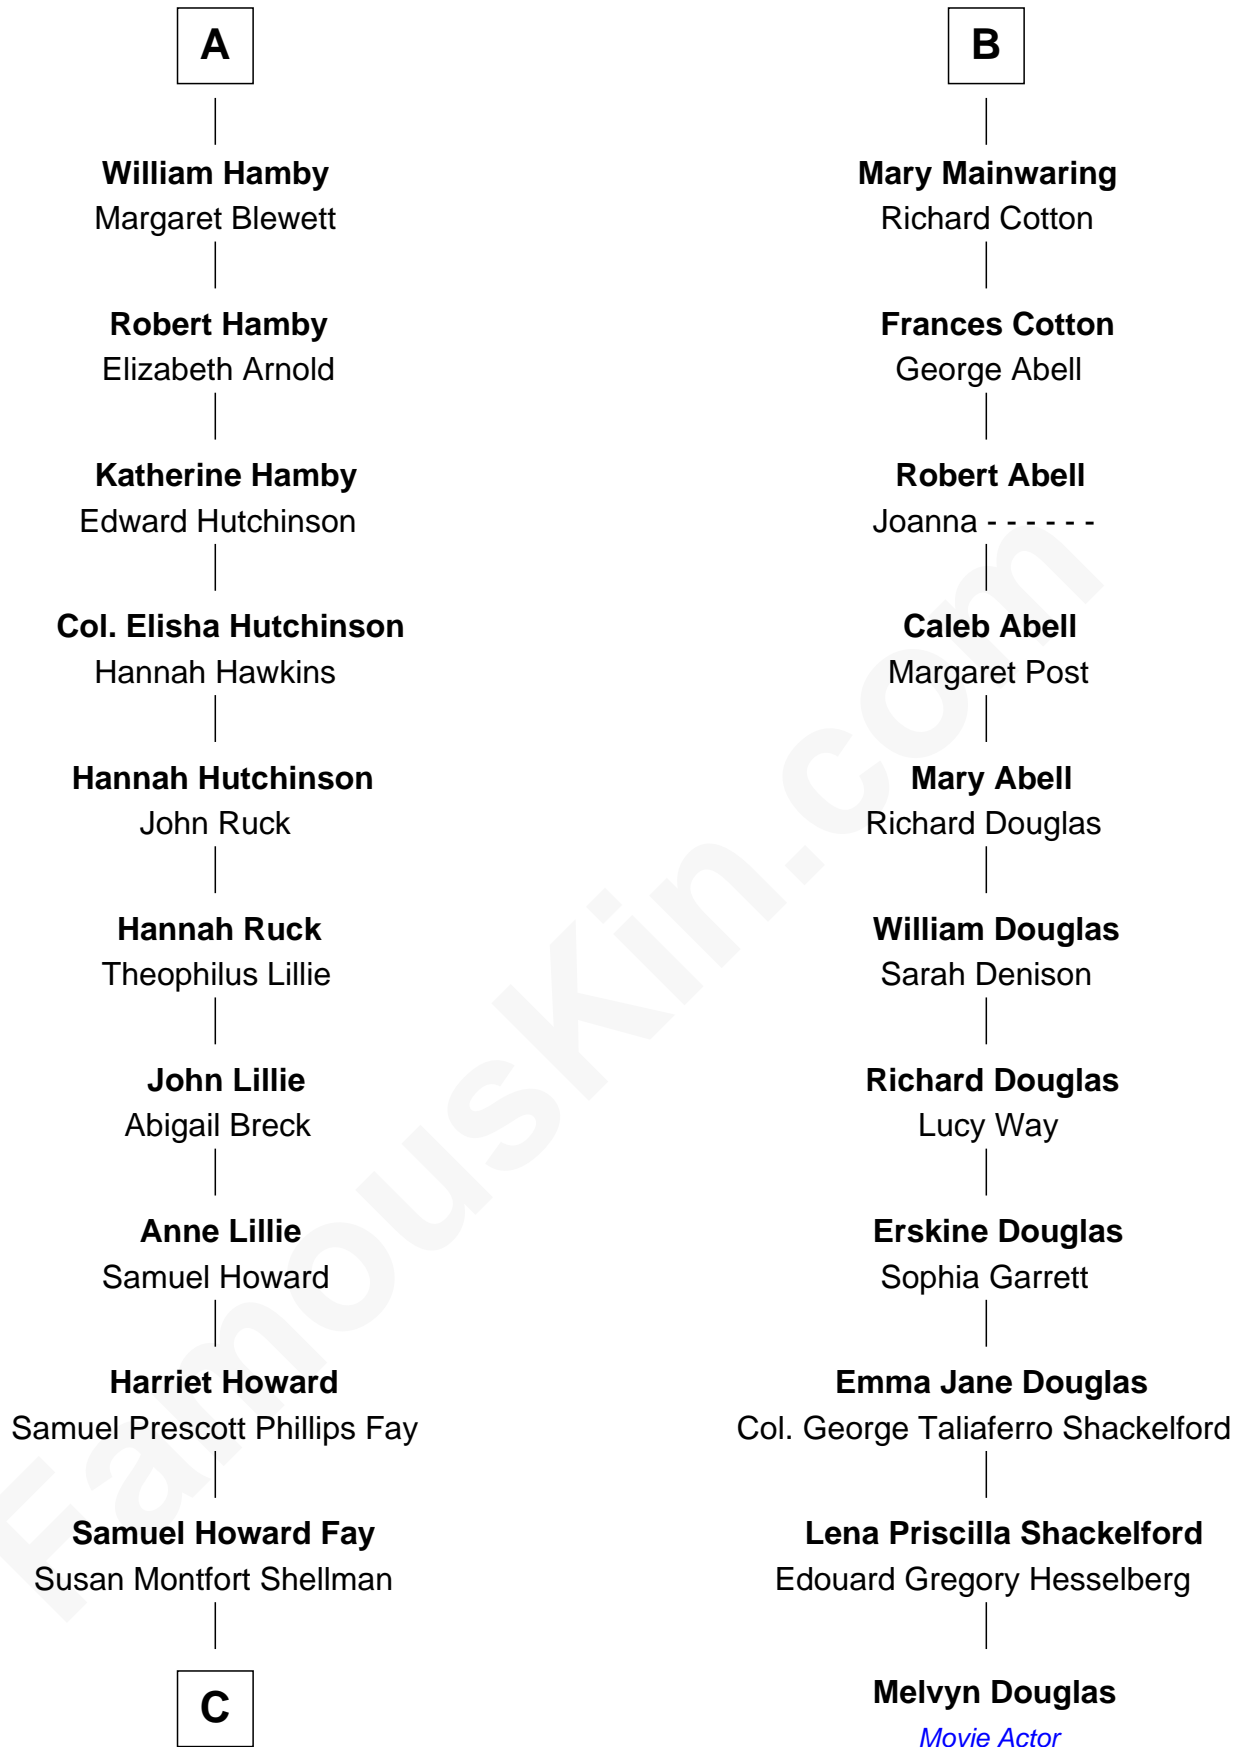 A
William Hamby
Margaret Blewett
Robert Hamby
Elizabeth Arnold
Katherine Hamby
Edward Hutchinson
Col. Elisha Hutchinson
Hannah Hawkins
Hannah Hutchinson
John Ruck
Hannah Ruck
Theophilus Lillie
John Lillie
Abigail Breck
Anne Lillie
Samuel Howard
Harriet Howard
Samuel Prescott Phillips Fay
Samuel Howard Fay
Susan Montfort Shellman
C
B
Mary Mainwaring
Richard Cotton
Frances Cotton
George Abell
Robert Abell
Joanna - - - - - -
Caleb Abell
Margaret Post
Mary Abell
Richard Douglas
William Douglas
Sarah Denison
Richard Douglas
Lucy Way
Erskine Douglas
Sophia Garrett
Emma Jane Douglas
Col. George Taliaferro Shackelford
Lena Priscilla Shackelford
Edouard Gregory Hesselberg
Melvyn Douglas
Movie Actor
FamousKin.com